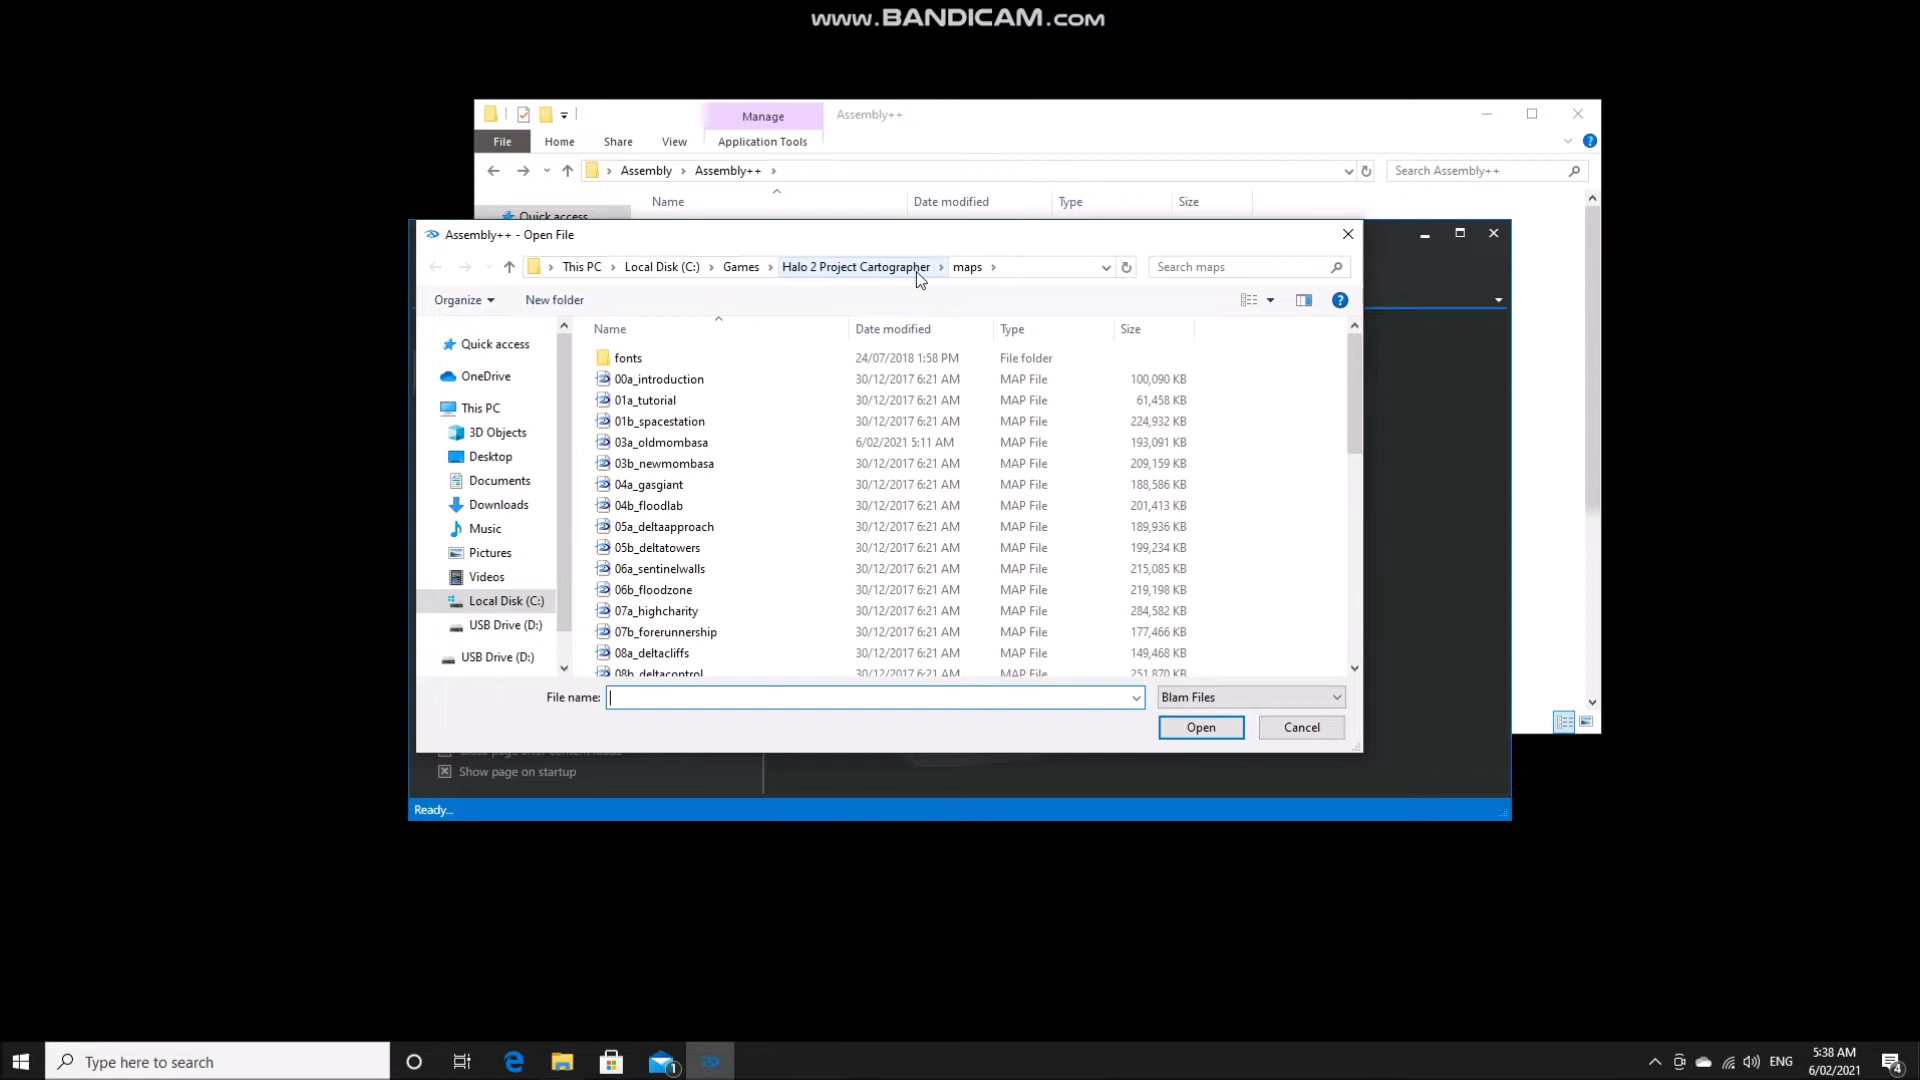 www.BANDICAM.com
Manage
Assembly++
File
Home
Share
View
Application Tools
Assembly
Assembly++
Search Assembly++
Name
Date modified
Type
Size
Quick access
Assembly++ - Open File
This PC
Local Disk (C:)
Games
Halo 2 Project Cartographer
maps
Search maps
Organize
New folder
Name
Date modified
Type
Size
Quick access
OneDrive
This PC
3D Objects
Desktop
Documents
Downloads
Music
Pictures
Videos
Local Disk (C:)
USB Drive (D:)
USB Drive (D:)
fonts 24/07/2018 1:58 PM File folder
00a_introduction 30/12/2017 6:21 AM MAP File 100,090 KB
01a_tutorial 30/12/2017 6:21 AM MAP File 61,458 KB
01b_spacestation 30/12/2017 6:21 AM MAP File 224,932 KB
03a_oldmombasa 6/02/2021 5:11 AM MAP File 193,091 KB
03b_newmombasa 30/12/2017 6:21 AM MAP File 209,159 KB
04a_gasgiant 30/12/2017 6:21 AM MAP File 188,586 KB
04b_floodlab 30/12/2017 6:21 AM MAP File 201,413 KB
05a_deltaapproach 30/12/2017 6:21 AM MAP File 189,936 KB
05b_deltatowers 30/12/2017 6:21 AM MAP File 199,234 KB
06a_sentinelwalls 30/12/2017 6:21 AM MAP File 215,085 KB
06b_floodzone 30/12/2017 6:21 AM MAP File 219,198 KB
07a_highcharity 30/12/2017 6:21 AM MAP File 284,582 KB
07b_forerunnership 30/12/2017 6:21 AM MAP File 177,466 KB
08a_deltacliffs 30/12/2017 6:21 AM MAP File 149,468 KB
08b_deltacontrol 30/12/2017 6:21 AM MAP File 251,870 KB
File name:
Blam Files
Open
Cancel
Show page on startup
Ready...
Type here to search
1
ENG
5:38 AM
6/02/2021
4